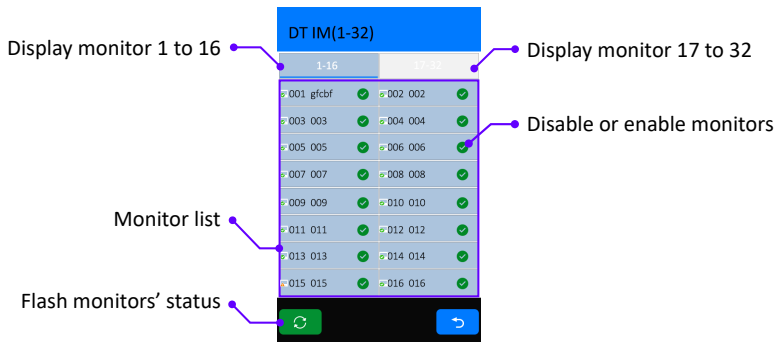 DT IM(1-32)
Display monitor 1 to 16
1-16
17-32
Display monitor 17 to 32
001 gfcbf
002 002
003 003
004 004
Disable or enable monitors
005 005
006 006
007 007
008 008
009 009
010 010
Monitor list
011 011
012 012
013 013
014 014
015 015
016 016
Flash monitors’ status